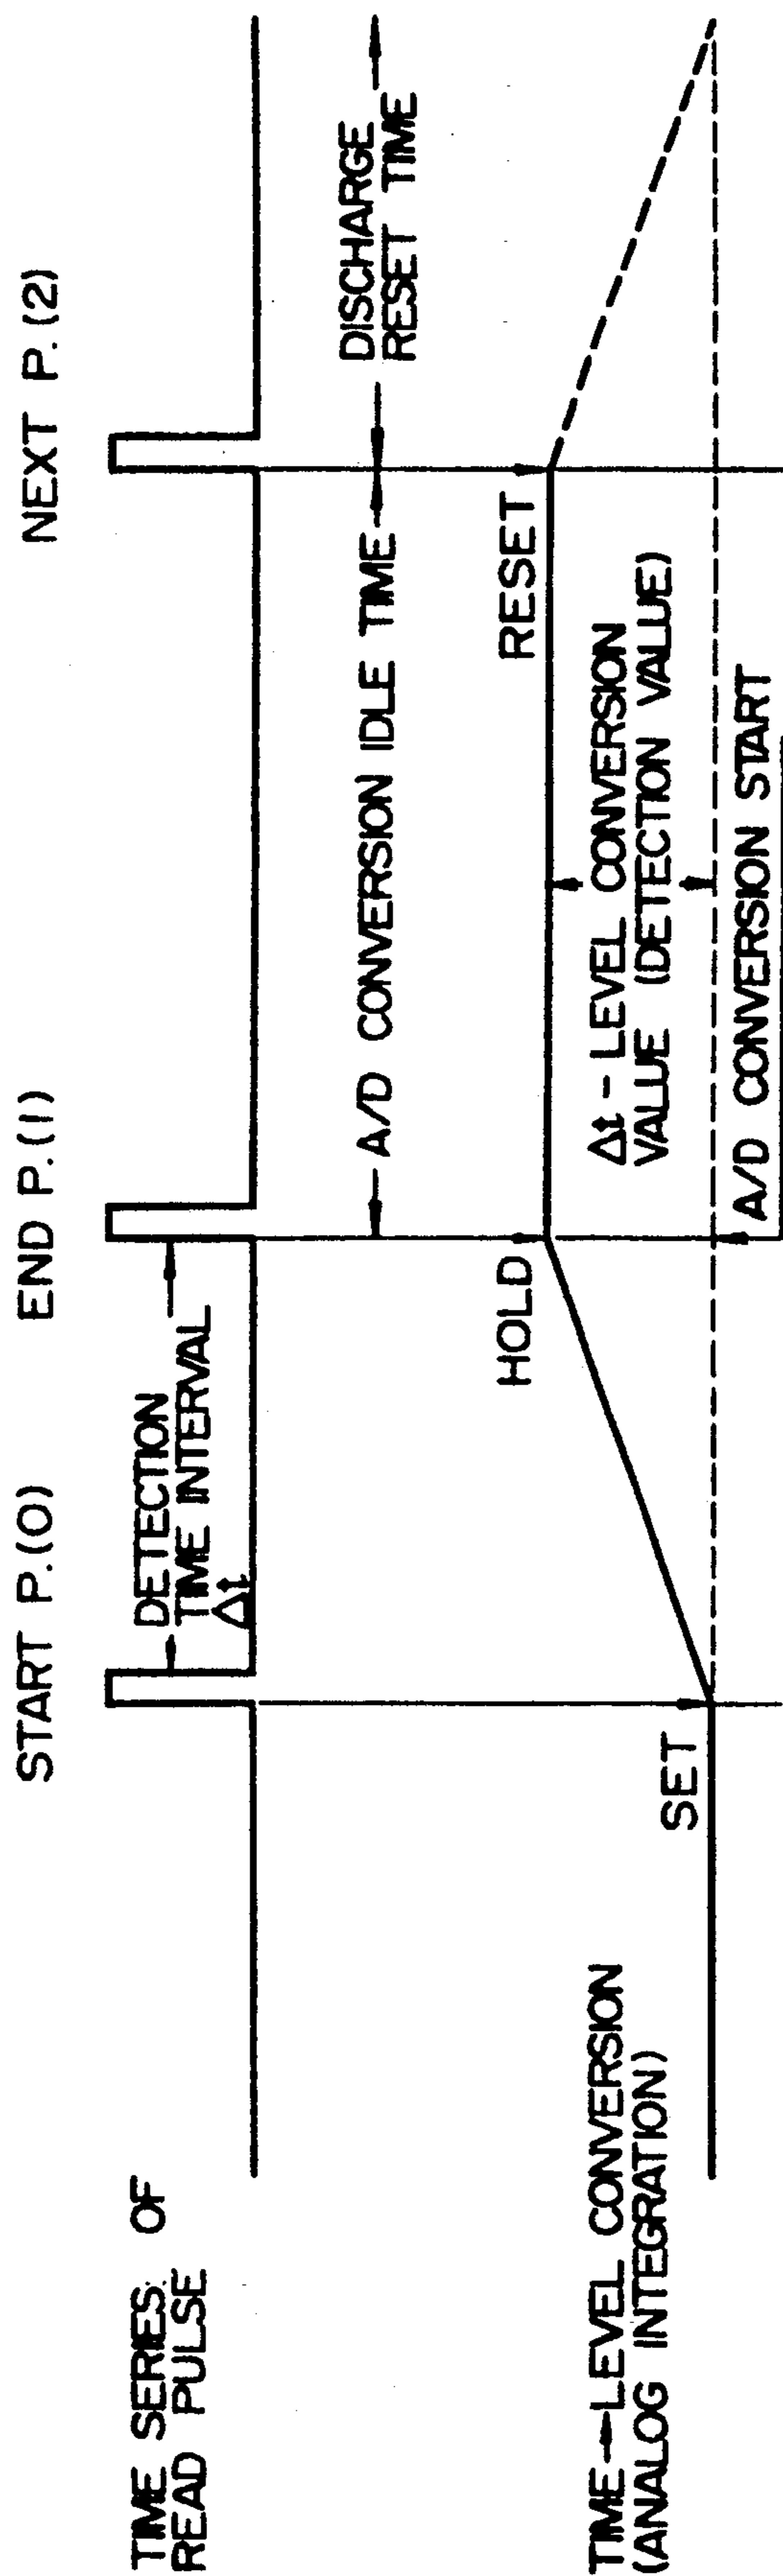 START P.(0)
END P.(1)
NEXT P.(2)
TIME SERIES OF
READ PULSE
DETECTION
TIME INTERVAL
Δt
A/D CONVERSION IDLE TIME
DISCHARGE
RESET TIME
HOLD
RESET
TIME→LEVEL CONVERSION
(ANALOG INTEGRATION)
SET
Δt - LEVEL CONVERSION
VALUE (DETECTION VALUE)
A/D CONVERSION START